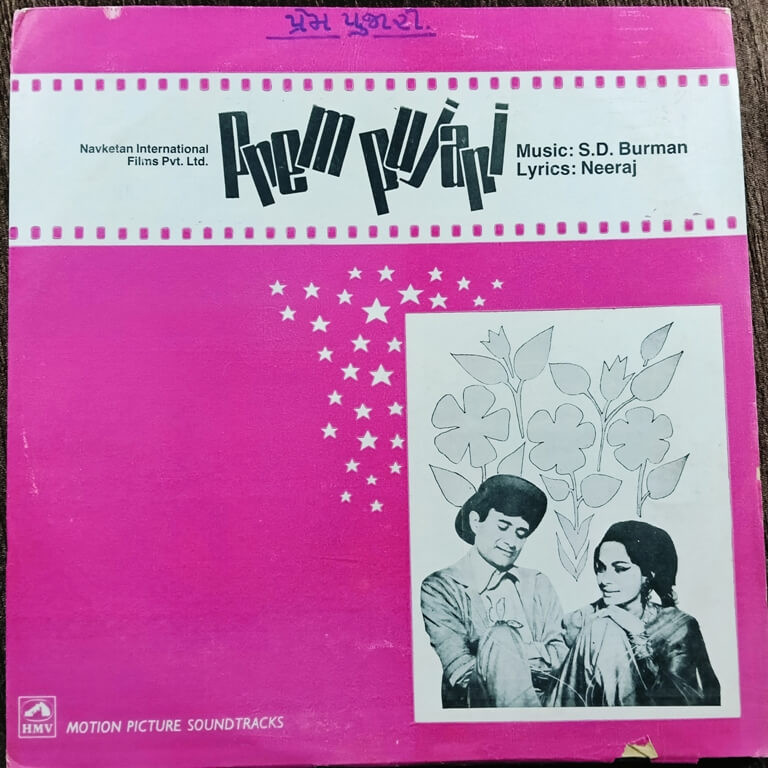 પ્રેમ પુજારી.
Navketan International
Films Pvt. Ltd.
Prem Pujari
Music: S.D. Burman
Lyrics: Neeraj
HMV
MOTION PICTURE SOUNDTRACKS